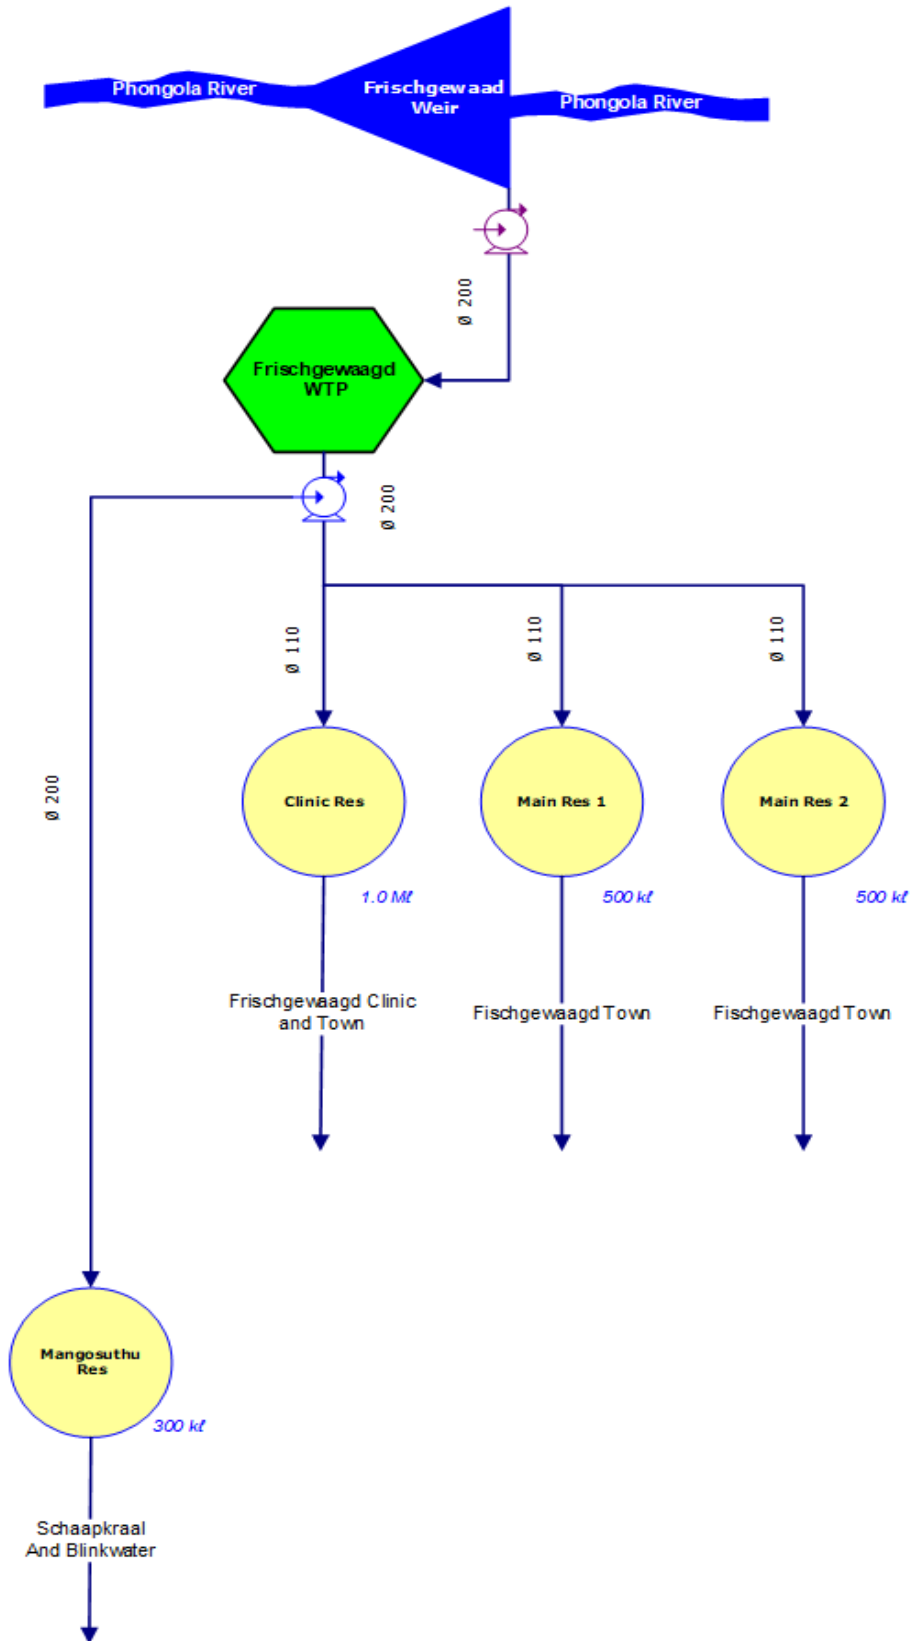 Phongola River
Frischgewaad
Weir
Phongola River
Ø 200
Frischgewaagd
WTP
Ø 200
Ø 110
Ø 110
Ø 110
Ø 200
Clinic Res
Main Res 1
Main Res 2
1.0 Mℓ
500 kℓ
500 kℓ
Frischgewaagd Clinic
and Town
Fischgewaagd Town
Fischgewaagd Town
Mangosuthu
Res
300 kℓ
Schaapkraal
And Blinkwater